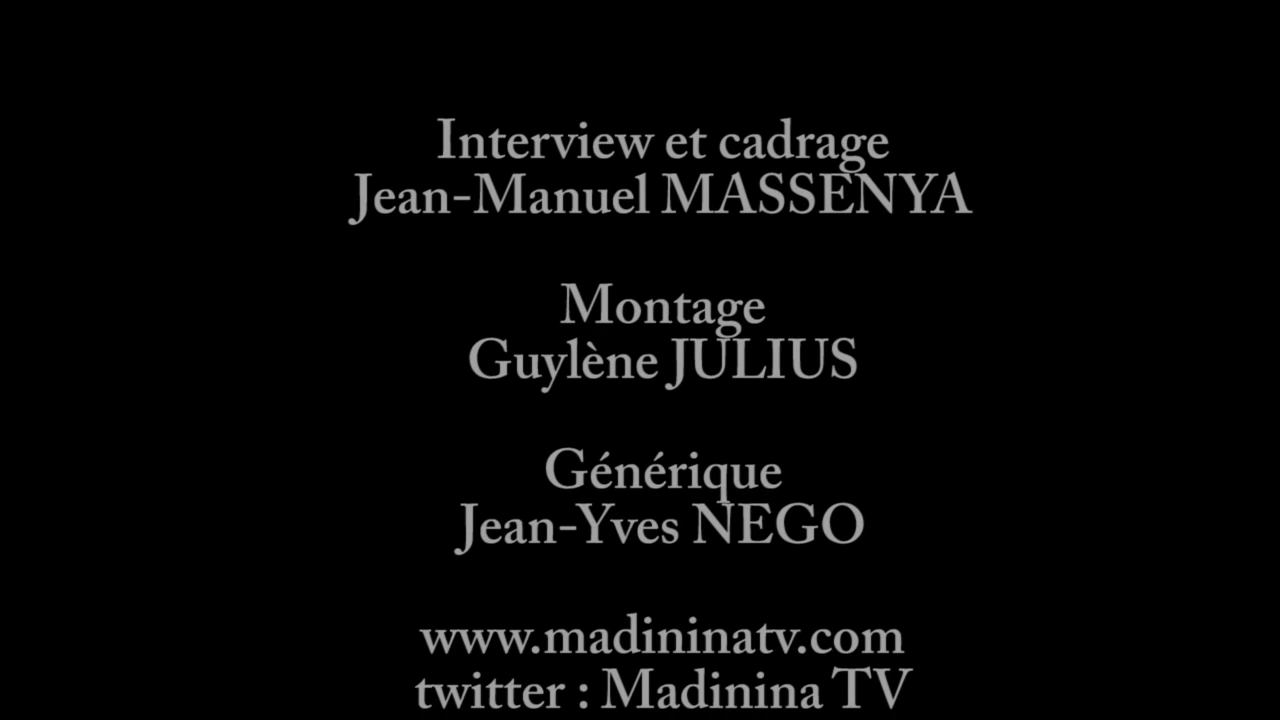 Interview et cadrage
Jean-Manuel MASSENYA
Montage
Guylène JULIUS
Générique
Jean-Yves NEGO
www.madininatv.com
twitter : Madinina TV